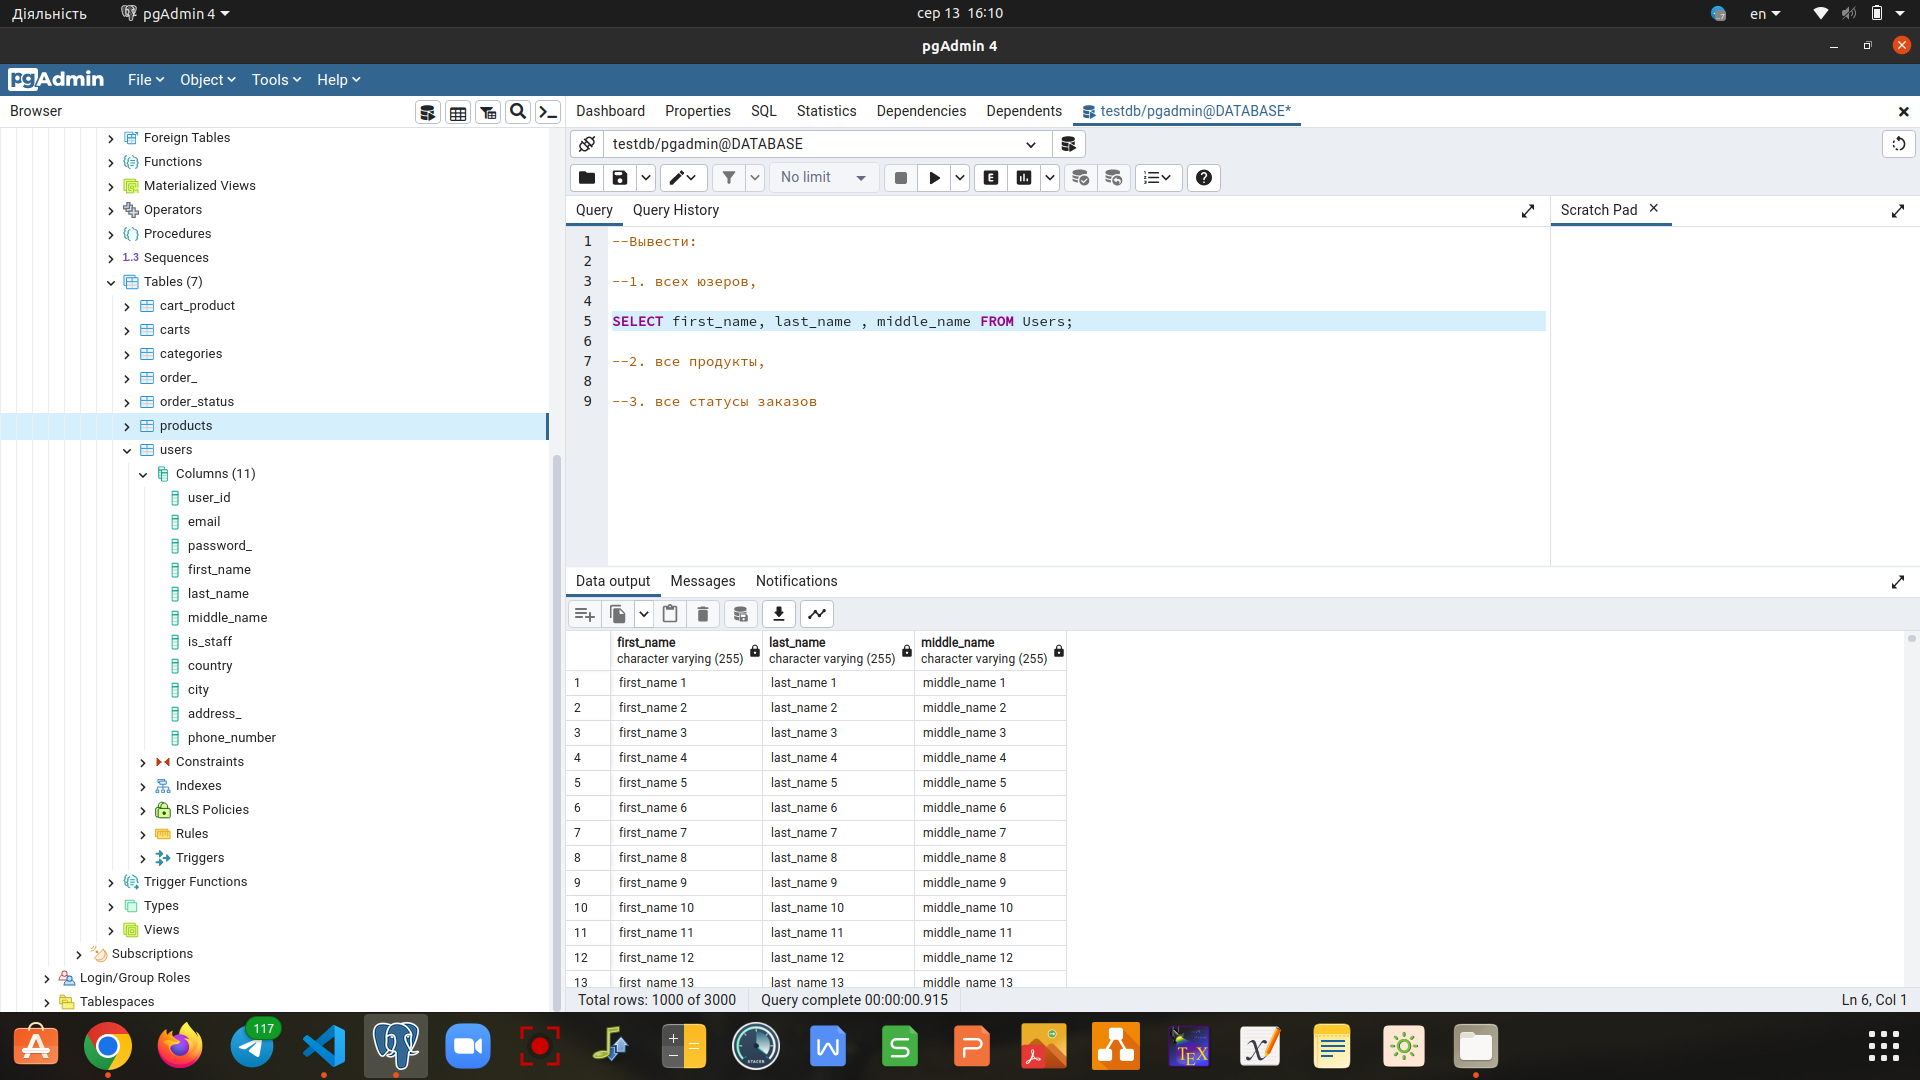 Діяльність
pgAdmin 4
сер 13 16:10
en
pgAdmin 4
pgAdmin
File
Object
Tools
Help
Browser
Dashboard
Properties
SQL
Statistics
Dependencies
Dependents
testdb/pgadmin@DATABASE*
testdb/pgadmin@DATABASE
No limit
E
Query
Query History
Scratch Pad
Foreign Tables
Functions
Materialized Views
Operators
Procedures
1.3 Sequences
Tables (7)
cart_product
carts
categories
order_
order_status
products
users
Columns (11)
user_id
email
password_
first_name
last_name
middle_name
is_staff
country
city
address_
phone_number
Constraints
Indexes
RLS Policies
Rules
Triggers
Trigger Functions
Types
Views
Subscriptions
Login/Group Roles
Tablespaces
1 --Вывести:
2
3 --1. всех юзеров,
4
5 SELECT first_name, last_name , middle_name FROM Users;
6
7 --2. все продукты,
8
9 --3. все статусы заказов
Data output
Messages
Notifications
first_name last_name middle_name
character varying (255) character varying (255) character varying (255)
1 first_name 1 last_name 1 middle_name 1
2 first_name 2 last_name 2 middle_name 2
3 first_name 3 last_name 3 middle_name 3
4 first_name 4 last_name 4 middle_name 4
5 first_name 5 last_name 5 middle_name 5
6 first_name 6 last_name 6 middle_name 6
7 first_name 7 last_name 7 middle_name 7
8 first_name 8 last_name 8 middle_name 8
9 first_name 9 last_name 9 middle_name 9
10 first_name 10 last_name 10 middle_name 10
11 first_name 11 last_name 11 middle_name 11
12 first_name 12 last_name 12 middle_name 12
13 first_name 13 last_name 13 middle_name 13
Total rows: 1000 of 3000
Query complete 00:00:00.915
Ln 6, Col 1
117
STACER
W
S
P
TEX
X